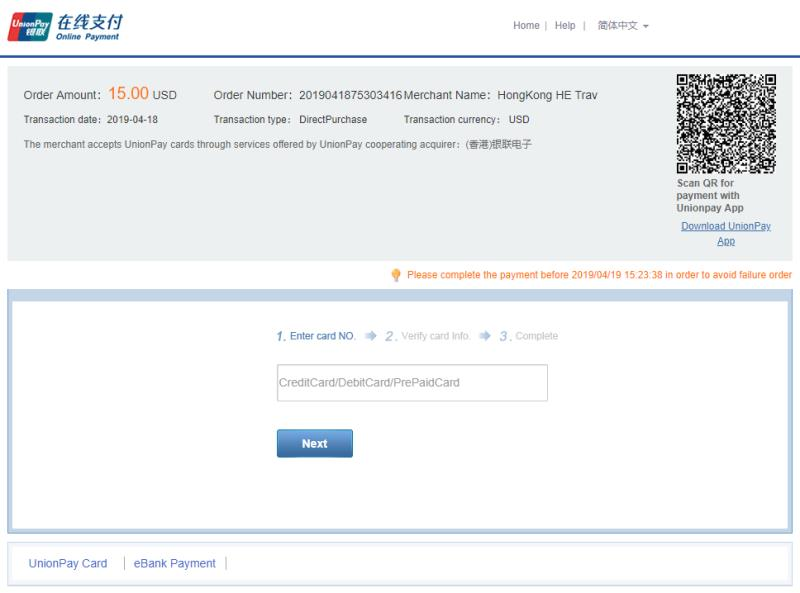 UnionPay 银联 在线支付 Online Payment
Home | Help | 简体中文
Order Amount： 15.00 USD Order Number： 2019041875303416 Merchant Name： HongKong HE Trav
Transaction date： 2019-04-18 Transaction type： DirectPurchase Transaction currency： USD
The merchant accepts UnionPay cards through services offered by UnionPay cooperating acquirer：(香港)银联电子
Scan QR for
payment with
Unionpay App
Download UnionPay
App
Please complete the payment before 2019/04/19 15:23:38 in order to avoid failure order
1. Enter card NO. 2. Verify card Info. 3. Complete
CreditCard/DebitCard/PrePaidCard
Next
UnionPay Card | eBank Payment |